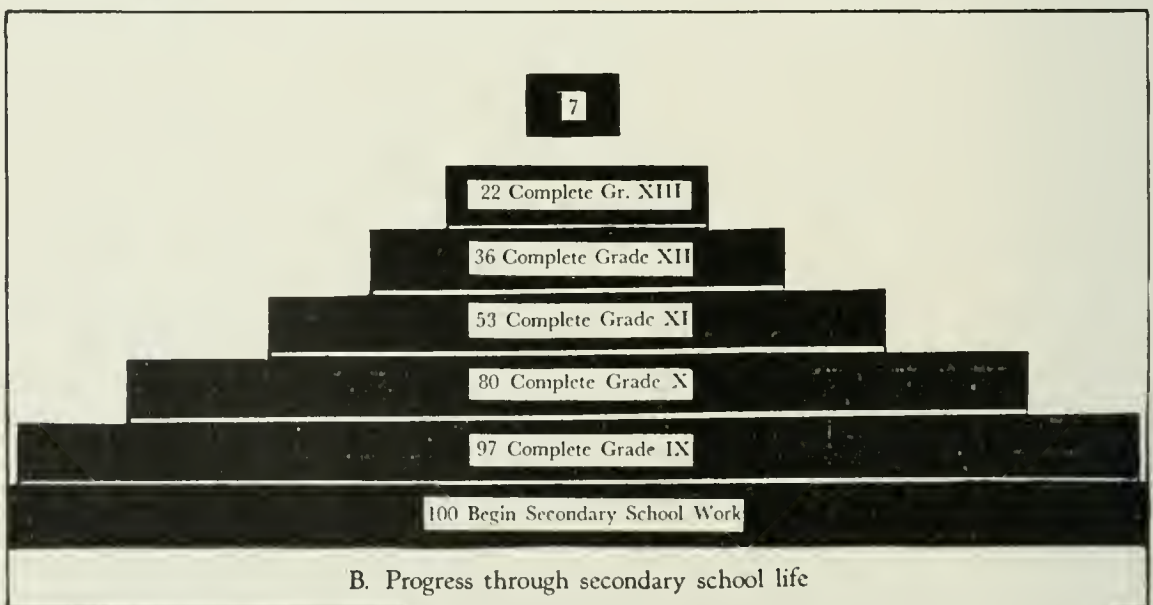 7
22 Complete Gr. XIII
36 Complete Grade XII
53 Complete Grade XI
80 Complete Grade X
97 Complete Grade IX
100 Begin Secondary School Work
B. Progress through secondary school life